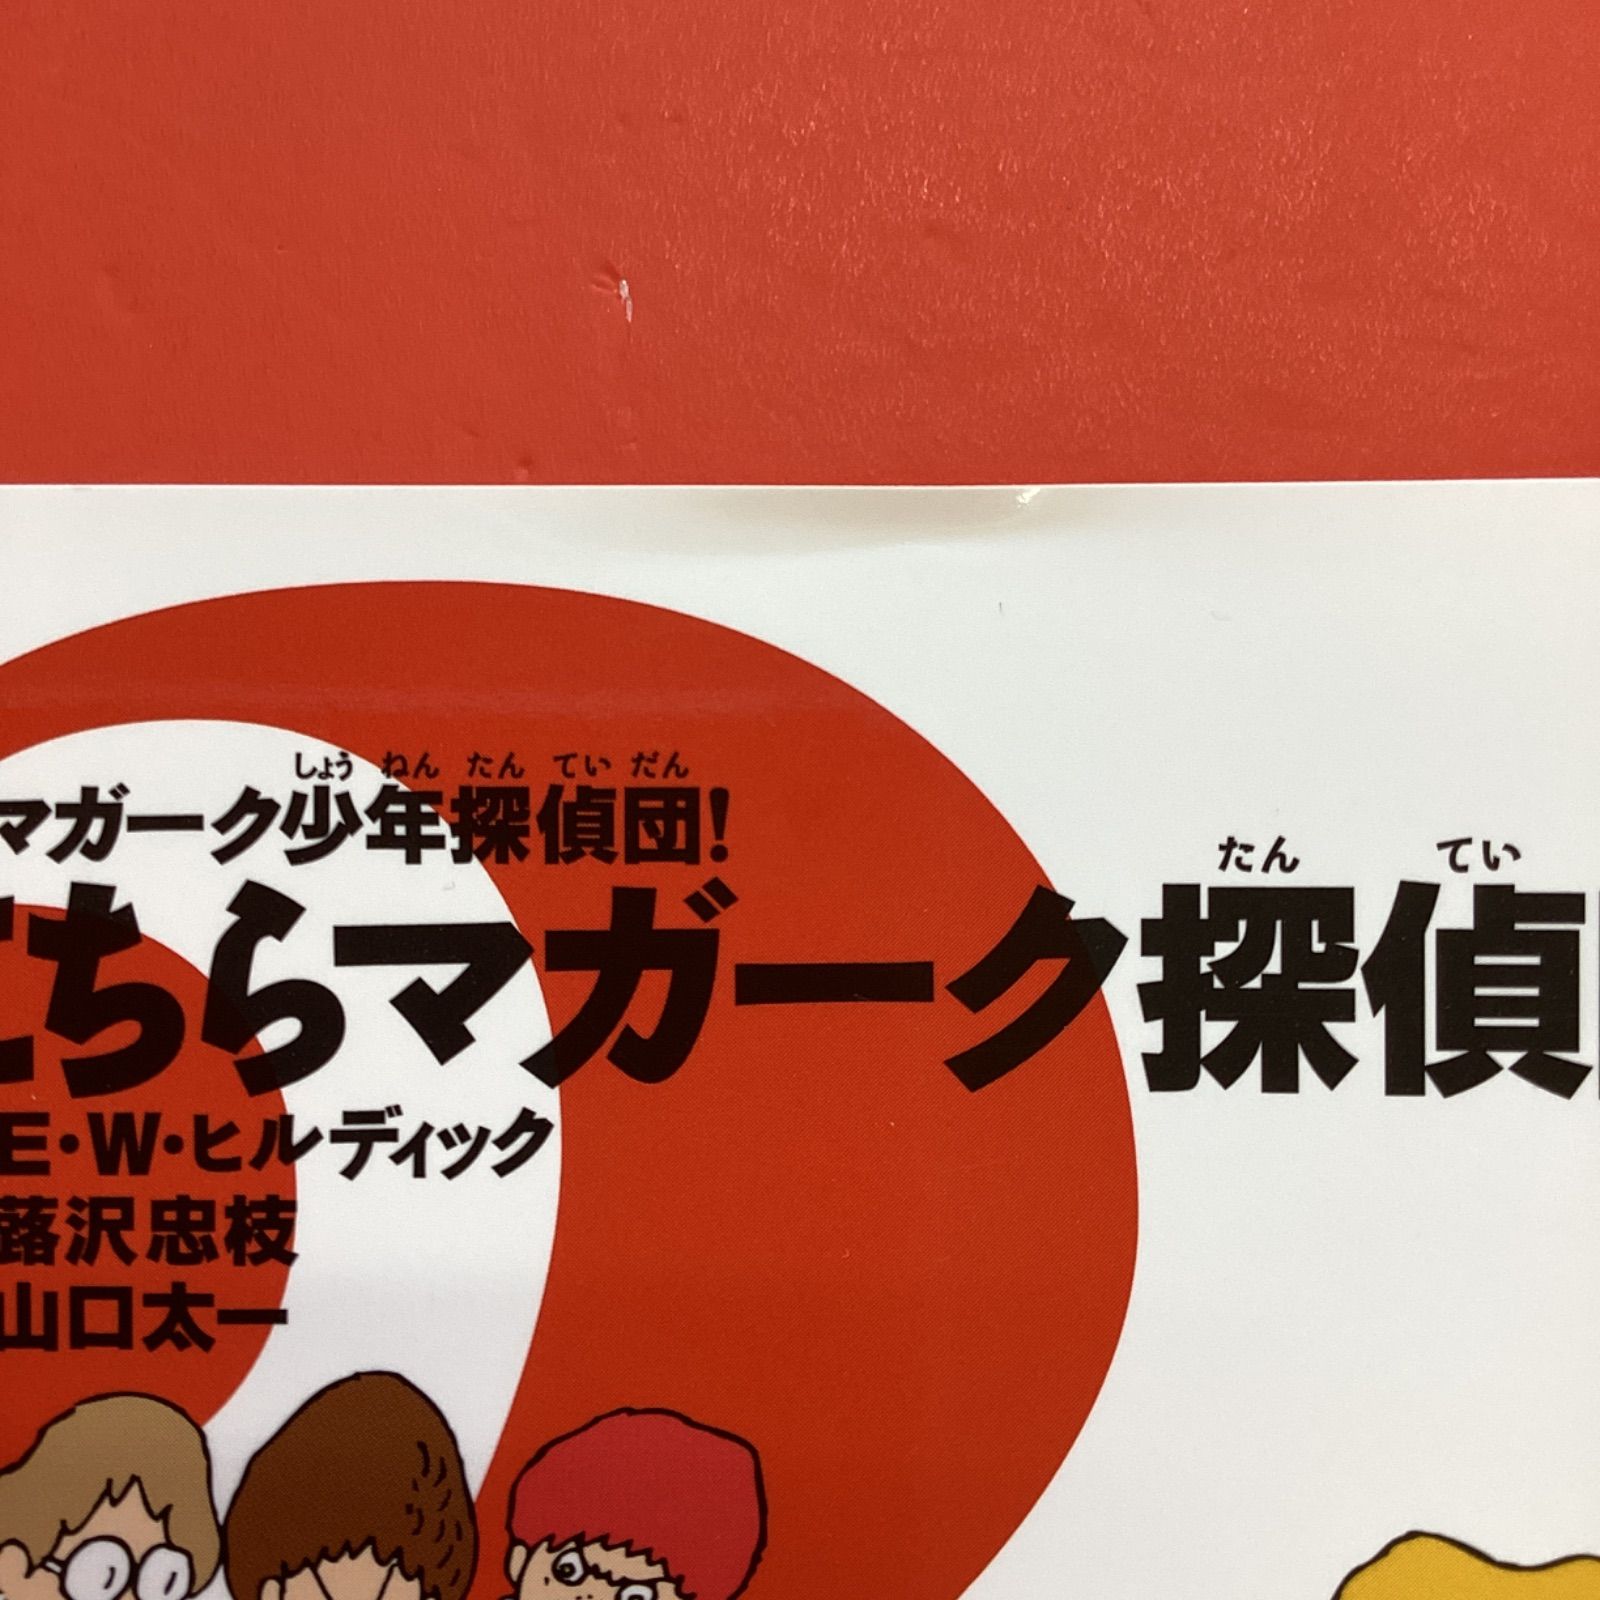 しょう ねん たん てい だん
マガーク少年探偵団!
たん てい
こちらマガーク探偵
E・W・ヒルディック
蕗沢忠枝
山口太一